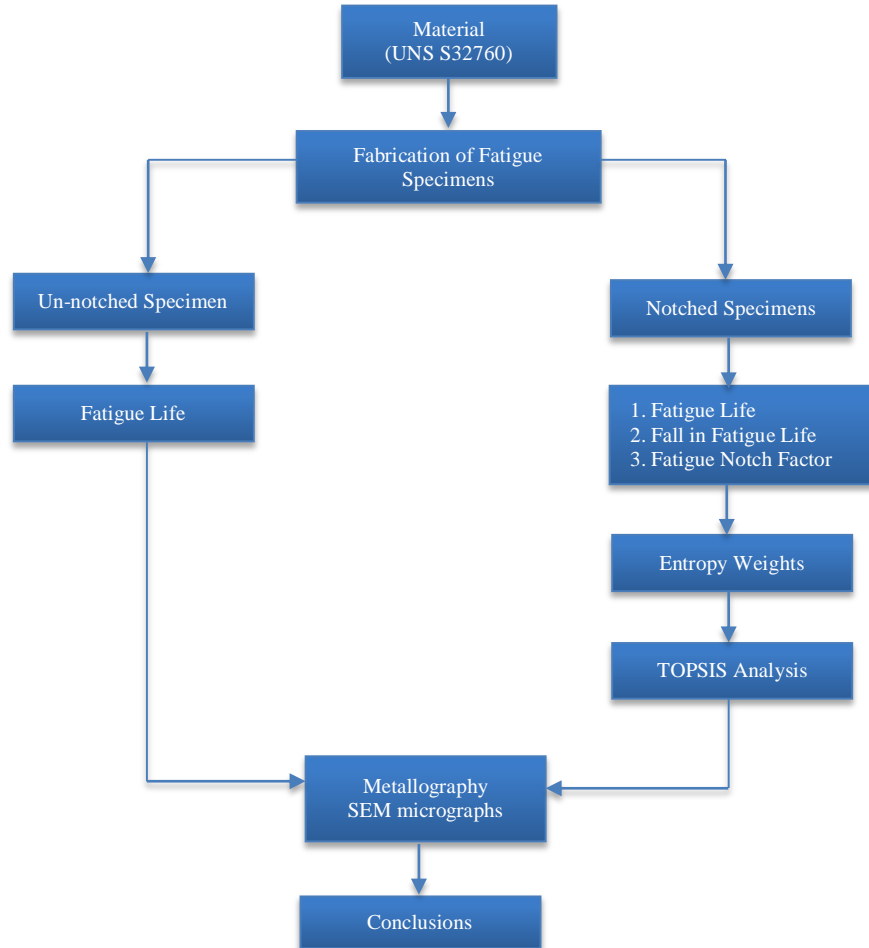 Material
(UNS S32760)
Fabrication of Fatigue
Specimens
Un-notched Specimen
Notched Specimens
Fatigue Life
1. Fatigue Life
2. Fall in Fatigue Life
3. Fatigue Notch Factor
Entropy Weights
TOPSIS Analysis
Metallography
SEM micrographs
Conclusions